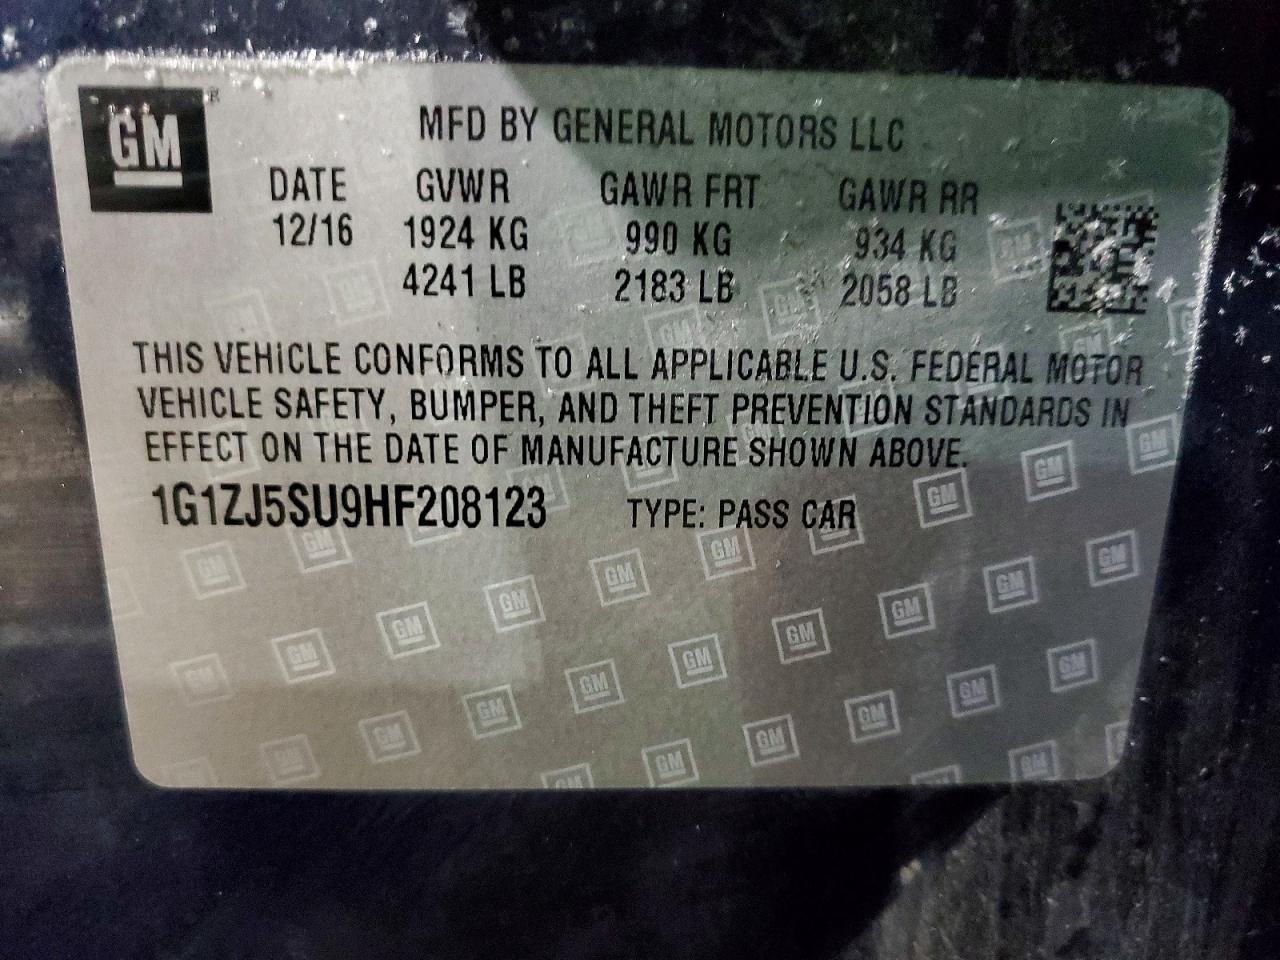 GM
MFD BY GENERAL MOTORS LLC
DATE GVWR GAWR FRT GAWR RR
12/16 1924 KG 990 KG 934 KG
4241 LB 2183 LB 2058 LB
THIS VEHICLE CONFORMS TO ALL APPLICABLE U.S. FEDERAL MOTOR
VEHICLE SAFETY, BUMPER, AND THEFT PREVENTION STANDARDS IN
EFFECT ON THE DATE OF MANUFACTURE SHOWN ABOVE.
1G1ZJ5SU9HF208123 TYPE: PASS CAR